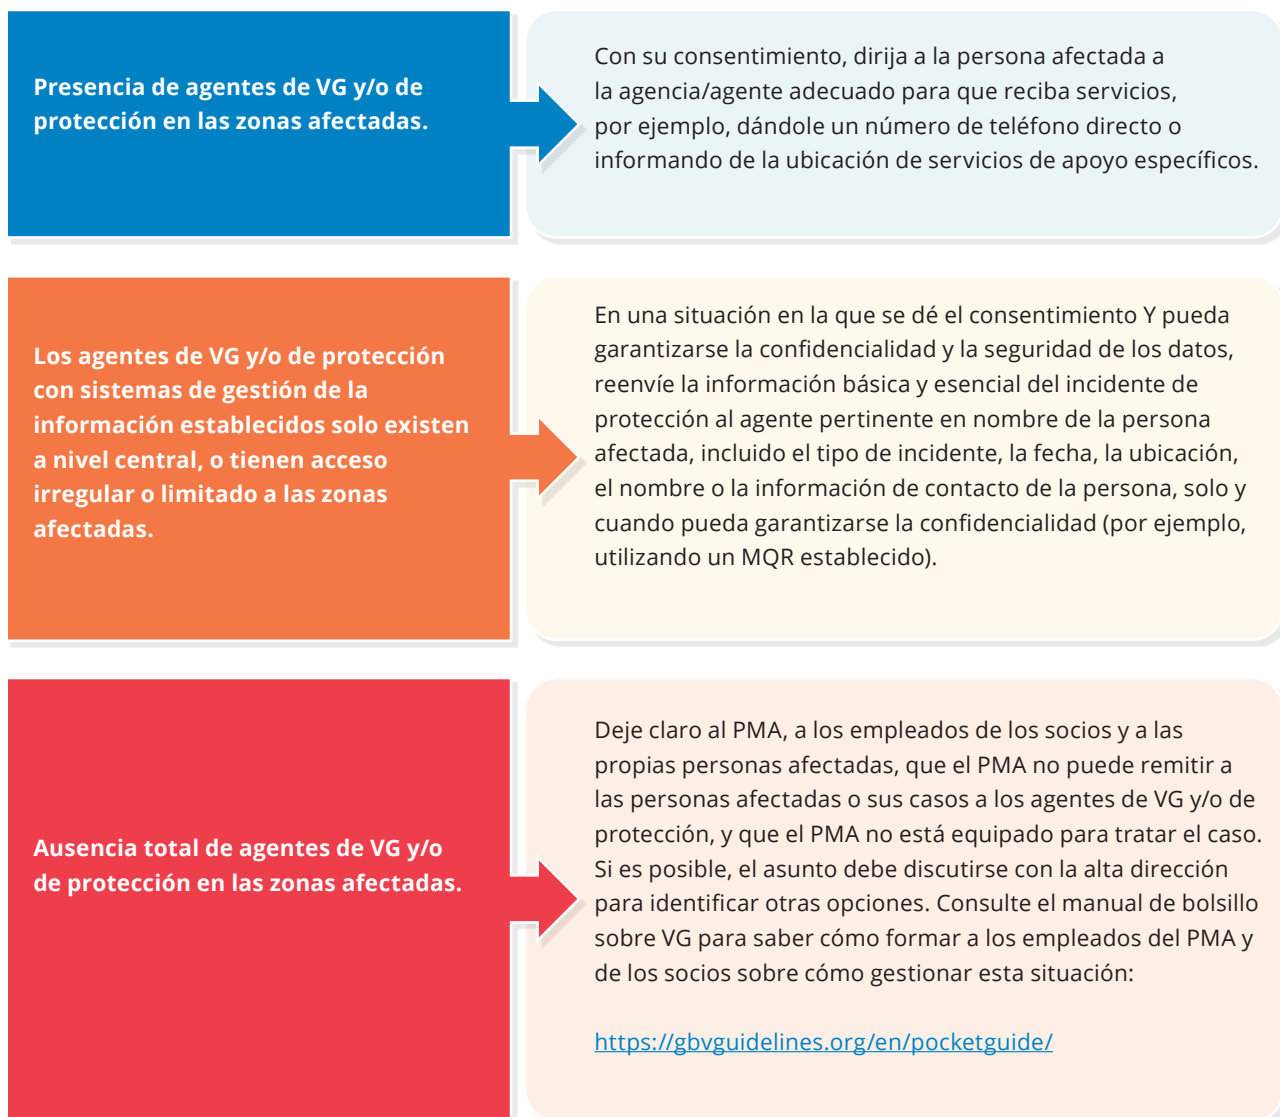 Presencia de agentes de VG y/o de
protección en las zonas afectadas.
Con su consentimiento, dirija a la persona afectada a
la agencia/agente adecuado para que reciba servicios,
por ejemplo, dándole un número de teléfono directo o
informando de la ubicación de servicios de apoyo específicos.
Los agentes de VG y/o de protección
con sistemas de gestión de la
información establecidos solo existen
a nivel central, o tienen acceso
irregular o limitado a las zonas
afectadas.
En una situación en la que se dé el consentimiento Y pueda
garantizarse la confidencialidad y la seguridad de los datos,
reenvíe la información básica y esencial del incidente de
protección al agente pertinente en nombre de la persona
afectada, incluido el tipo de incidente, la fecha, la ubicación,
el nombre o la información de contacto de la persona, solo y
cuando pueda garantizarse la confidencialidad (por ejemplo,
utilizando un MQR establecido).
Ausencia total de agentes de VG y/o
de protección en las zonas afectadas.
Deje claro al PMA, a los empleados de los socios y a las
propias personas afectadas, que el PMA no puede remitir a
las personas afectadas o sus casos a los agentes de VG y/o de
protección, y que el PMA no está equipado para tratar el caso.
Si es posible, el asunto debe discutirse con la alta dirección
para identificar otras opciones. Consulte el manual de bolsillo
sobre VG para saber cómo formar a los empleados del PMA y
de los socios sobre cómo gestionar esta situación:
https://gbvguidelines.org/en/pocketguide/